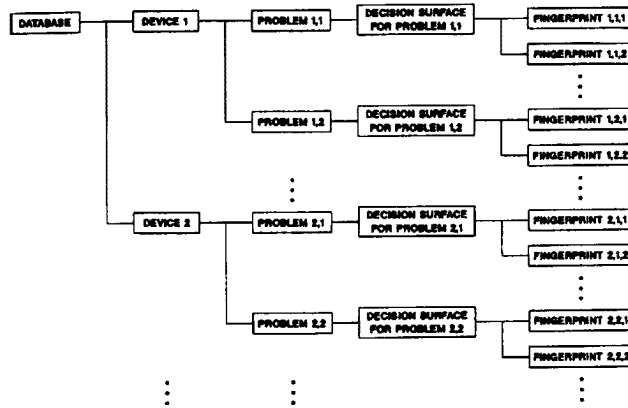 DATABASE
DEVICE 1
PROBLEM 1,1
DECISION SURFACE
FOR PROBLEM 1,1
FINGERPRINT 1,1,1
FINGERPRINT 1,1,2
PROBLEM 1,2
DECISION SURFACE
FOR PROBLEM 1,2
FINGERPRINT 1,2,1
FINGERPRINT 1,2,2
DEVICE 2
PROBLEM 2,1
DECISION SURFACE
FOR PROBLEM 2,1
FINGERPRINT 2,1,1
FINGERPRINT 2,1,2
PROBLEM 2,2
DECISION SURFACE
FOR PROBLEM 2,2
FINGERPRINT 2,2,1
FINGERPRINT 2,2,2